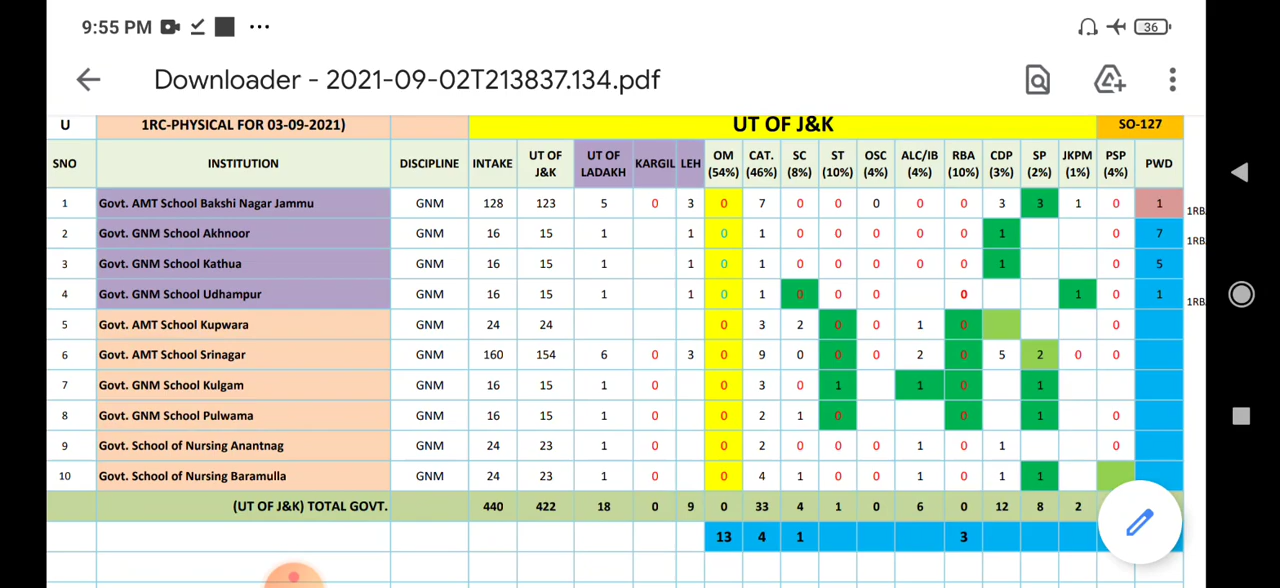 9:55 PM ... 36
Downloader - 2021-09-02T213837.134.pdf
U 1RC-PHYSICAL FOR 03-09-2021) UT OF J&K SO-127
SNO INSTITUTION DISCIPLINE INTAKE UT OF J&K UT OF LADAKH KARGIL LEH OM (54%) CAT. (46%) SC (8%) ST (10%) OSC (4%) ALC/IB (4%) RBA (10%) CDP (3%) SP (2%) JKPM (1%) PSP (4%) PWD
1 Govt. AMT School Bakshi Nagar Jammu GNM 128 123 5 0 3 0 7 0 0 0 0 0 3 3 1 0 1 1RB
2 Govt. GNM School Akhnoor GNM 16 15 1 1 0 1 0 0 0 0 0 1 0 7 1RB
3 Govt. GNM School Kathua GNM 16 15 1 1 0 1 0 0 0 0 0 1 0 5
4 Govt. GNM School Udhampur GNM 16 15 1 1 0 1 0 0 0 0 1 0 1 1RB
5 Govt. AMT School Kupwara GNM 24 24 0 3 2 0 0 1 0 0
6 Govt. AMT School Srinagar GNM 160 154 6 0 3 0 9 0 0 0 2 0 5 2 0 0
7 Govt. GNM School Kulgam GNM 16 15 1 0 0 3 0 1 1 0 1
8 Govt. GNM School Pulwama GNM 16 15 1 0 0 2 1 0 0 1 0
9 Govt. School of Nursing Anantnag GNM 24 23 1 0 0 2 0 0 0 1 0 1 0
10 Govt. School of Nursing Baramulla GNM 24 23 1 0 0 4 1 0 0 1 0 1 1
(UT OF J&K) TOTAL GOVT. 440 422 18 0 9 0 33 4 1 0 6 0 12 8 2
13 4 1 3